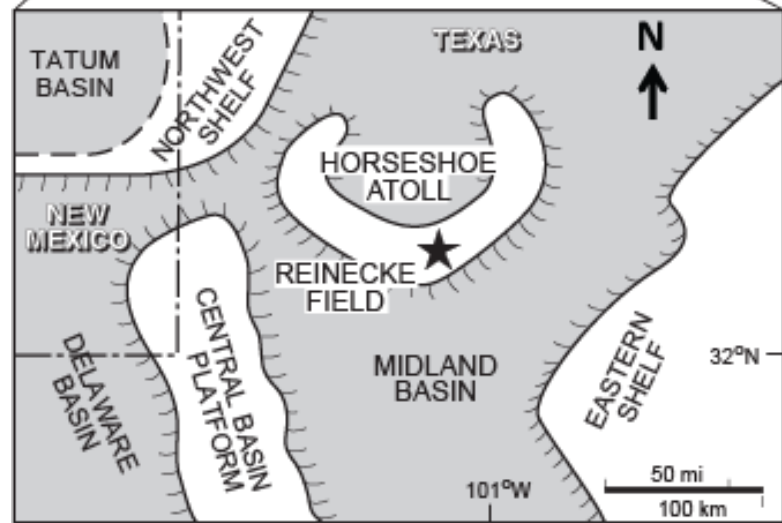 TATUM
BASIN
NORTHWEST
SHELF
TEXAS
N
HORSESHOE
ATOLL
NEW
MEXICO
REINECKE
FIELD
DELAWARE
BASIN
CENTRAL BASIN
PLATFORM
MIDLAND
BASIN
EASTERN
SHELF
32°N
101°W
50 mi
100 km